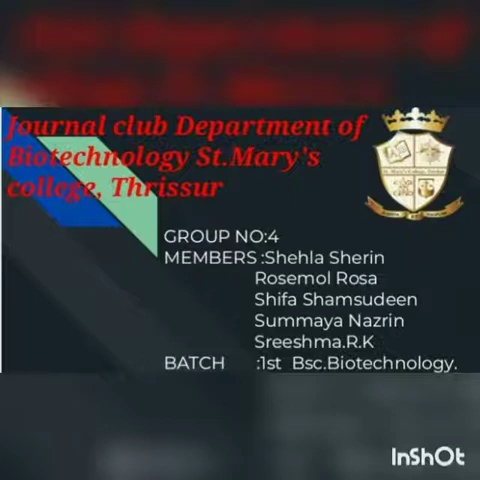 Journal club Department of
Biotechnology St.Mary's
college, Thrissur
GROUP NO:4
MEMBERS :Shehla Sherin
Rosemol Rosa
Shifa Shamsudeen
Summaya Nazrin
Sreeshma.R.K
BATCH :1st Bsc.Biotechnology.
InShOt